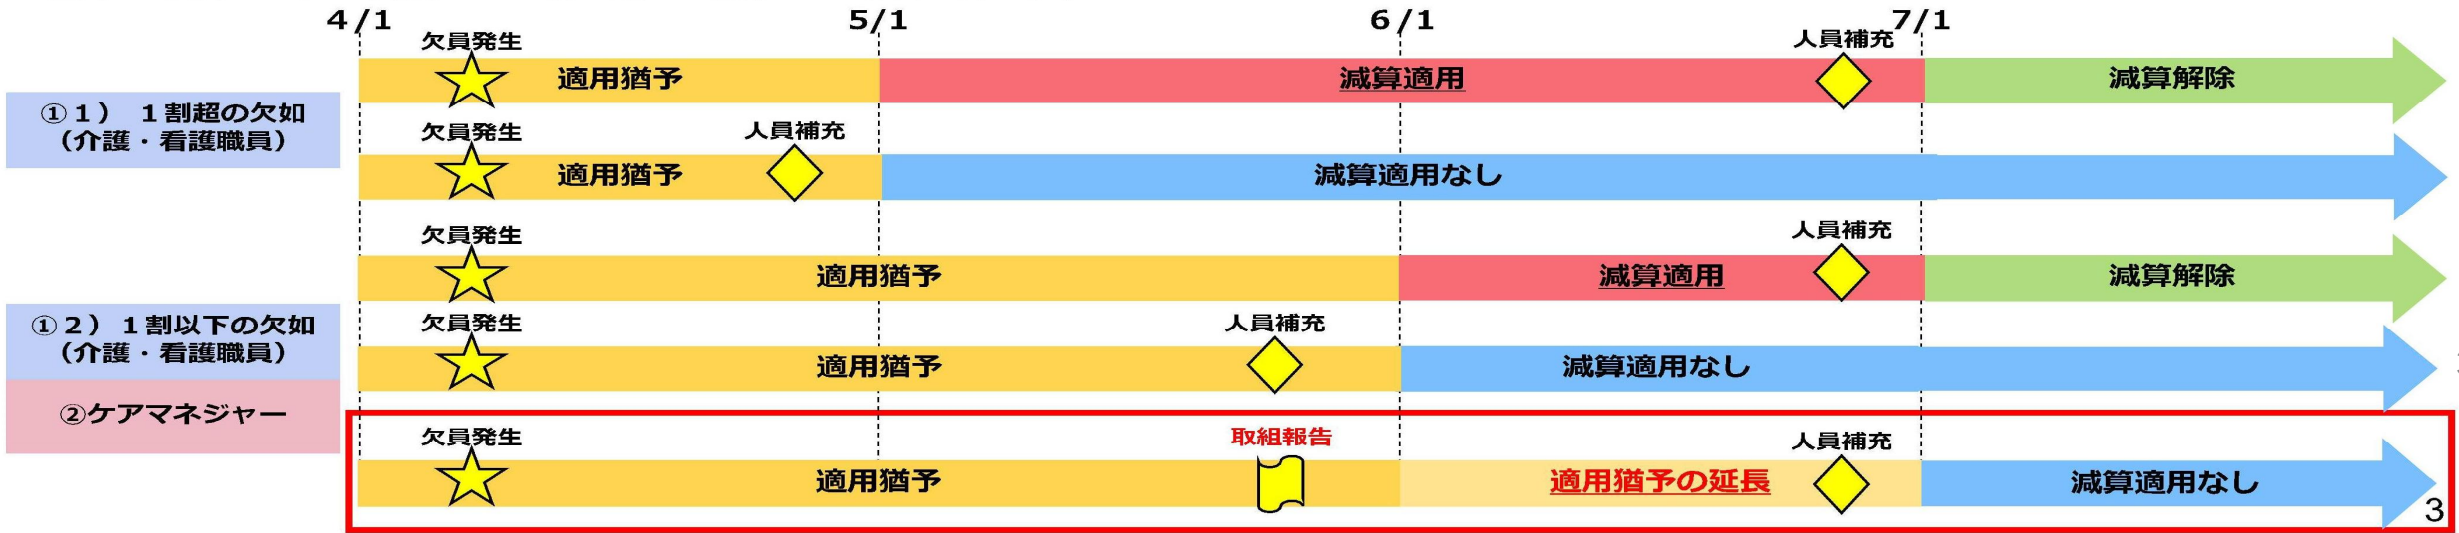 4/1
5/1
6/1
7/1
欠員発生
人員補充
適用猶予
減算適用
減算解除
①1） 1割超の欠如
（介護・看護職員）
欠員発生
人員補充
適用猶予
減算適用なし
欠員発生
人員補充
適用猶予
減算適用
減算解除
①2）1割以下の欠如
（介護・看護職員）
欠員発生
人員補充
適用猶予
減算適用なし
②ケアマネジャー
欠員発生
取組報告
人員補充
適用猶予
適用猶予の延長
減算適用なし
3